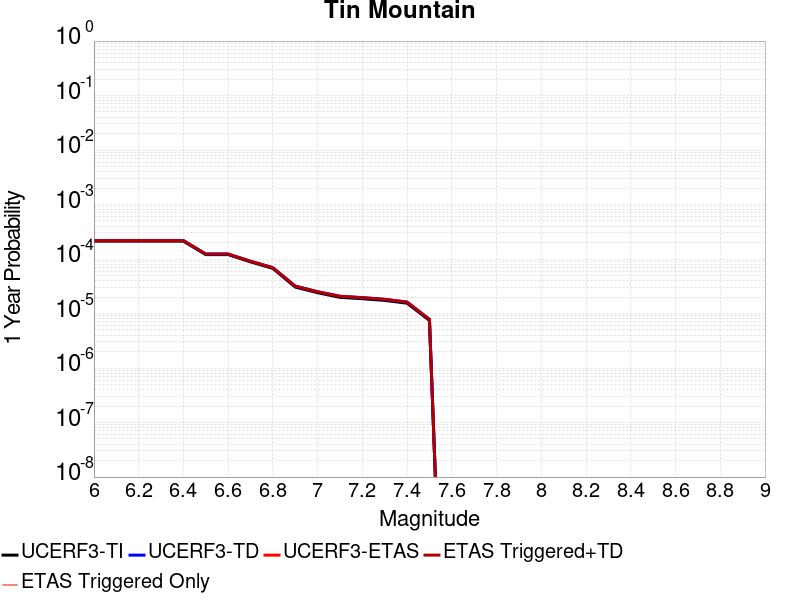 Tin Mountain
1 Year Probability
10^0
10^-1
10^-2
10^-3
10^-4
10^-5
10^-6
10^-7
10^-8
6 6.2 6.4 6.6 6.8 7 7.2 7.4 7.6 7.8 8 8.2 8.4 8.6 8.8 9
Magnitude
UCERF3-TI UCERF3-TD UCERF3-ETAS ETAS Triggered+TD
ETAS Triggered Only